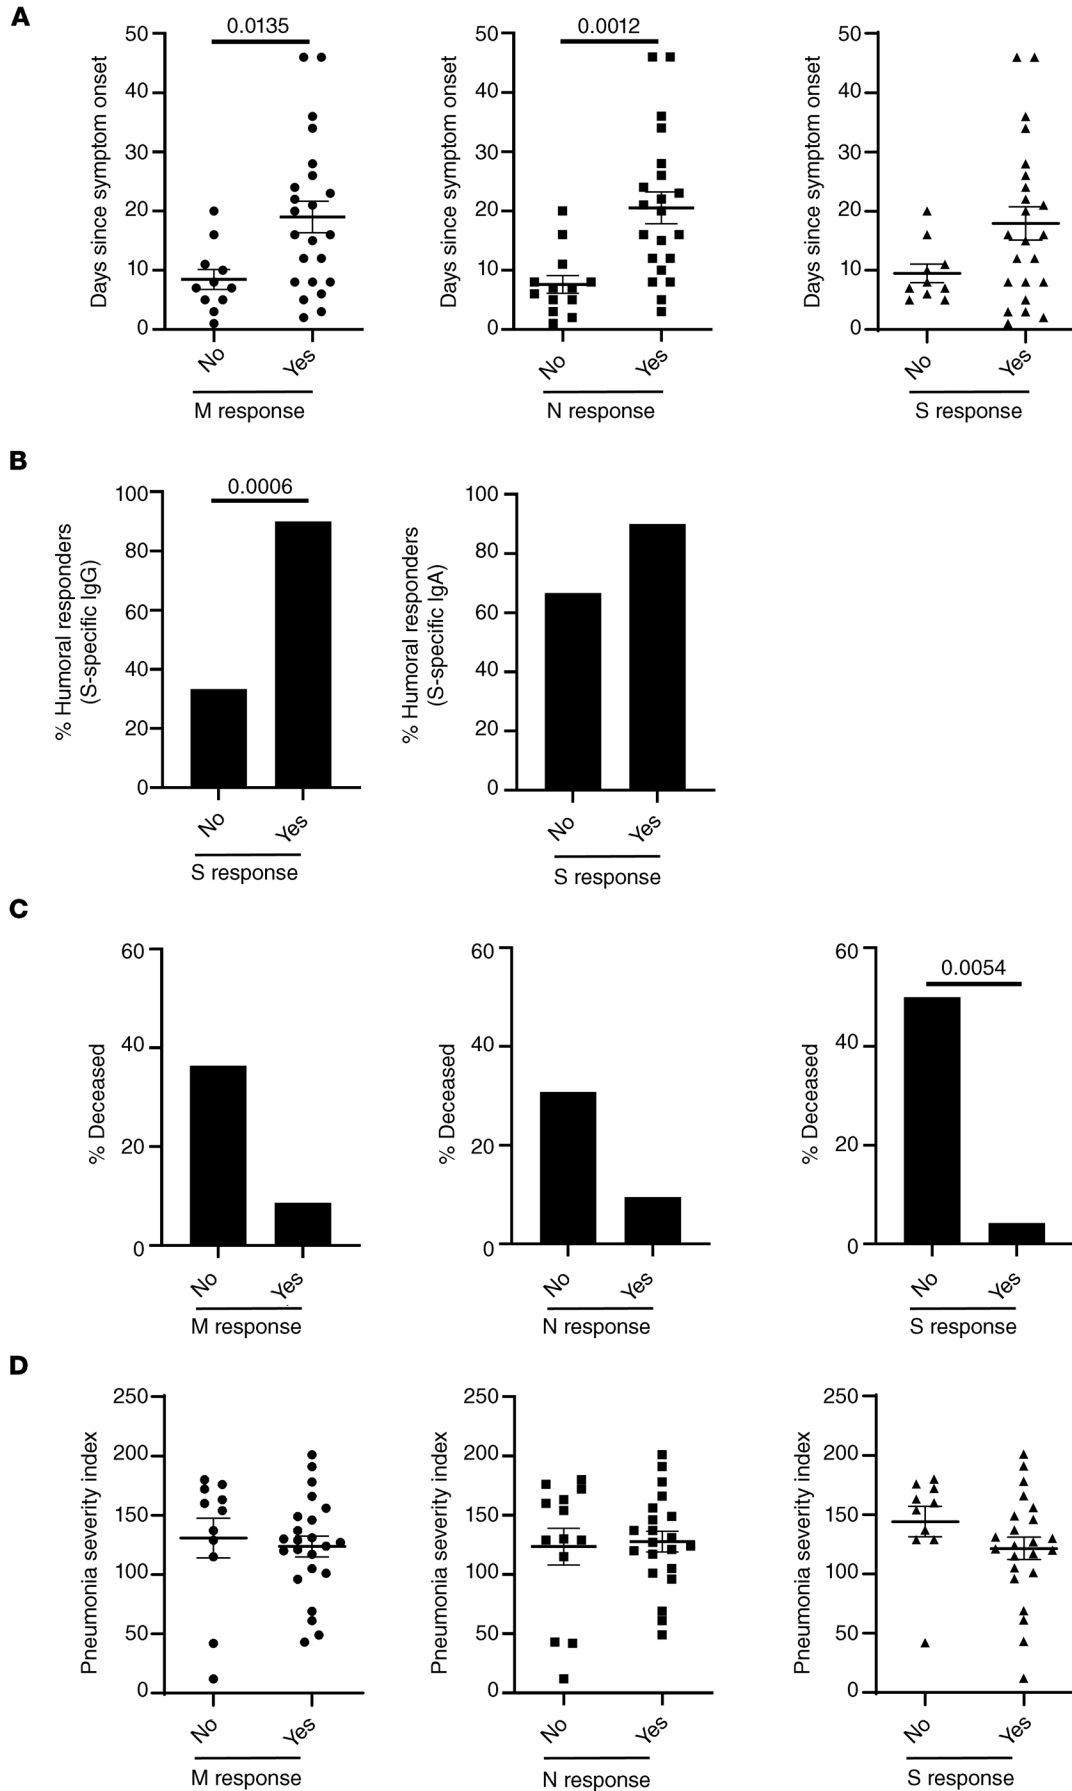 A
Days since symptom onset
50
40
30
20
10
0
0.0135
No
Yes
M response
Days since symptom onset
50
40
30
20
10
0
0.0012
No
Yes
N response
Days since symptom onset
50
40
30
20
10
0
No
Yes
S response
B
% Humoral responders
(S-specific IgG)
100
80
60
40
20
0
0.0006
No
Yes
S response
% Humoral responders
(S-specific IgA)
100
80
60
40
20
0
No
Yes
S response
C
% Deceased
60
40
20
0
No
Yes
M response
% Deceased
60
40
20
0
No
Yes
N response
% Deceased
60
40
20
0
0.0054
No
Yes
S response
D
Pneumonia severity index
250
200
150
100
50
0
No
Yes
M response
Pneumonia severity index
250
200
150
100
50
0
No
Yes
N response
Pneumonia severity index
250
200
150
100
50
0
No
Yes
S response